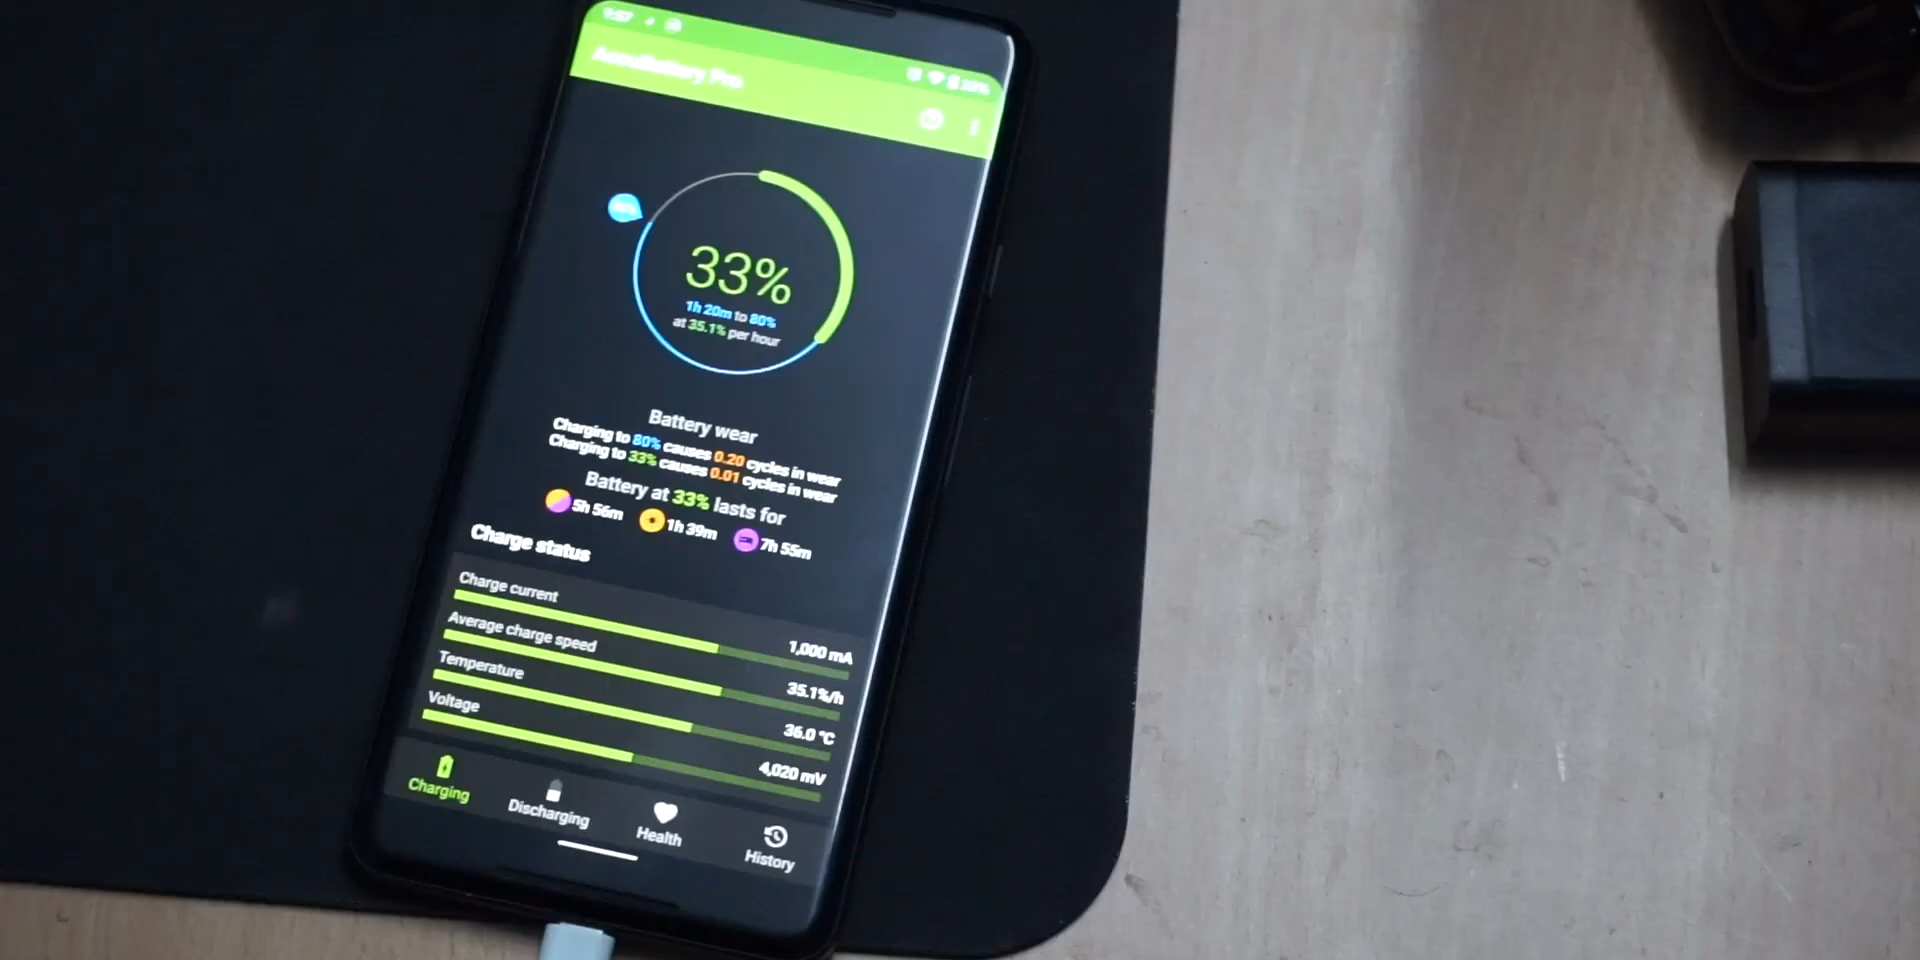 AccuBattery Pro
33%
1h 20m to 80%
at 35.1% per hour
Battery wear
Charging to 80% causes 0.20 cycles in wear
Charging to 33% causes 0.01 cycles in wear
Battery at 33% lasts for
5h 56m 1h 39m 7h 55m
Charge status
Charge current 1,000 mA
Average charge speed 35.1%/h
Temperature 36.0 °C
Voltage 4,020 mV
Charging Discharging Health History